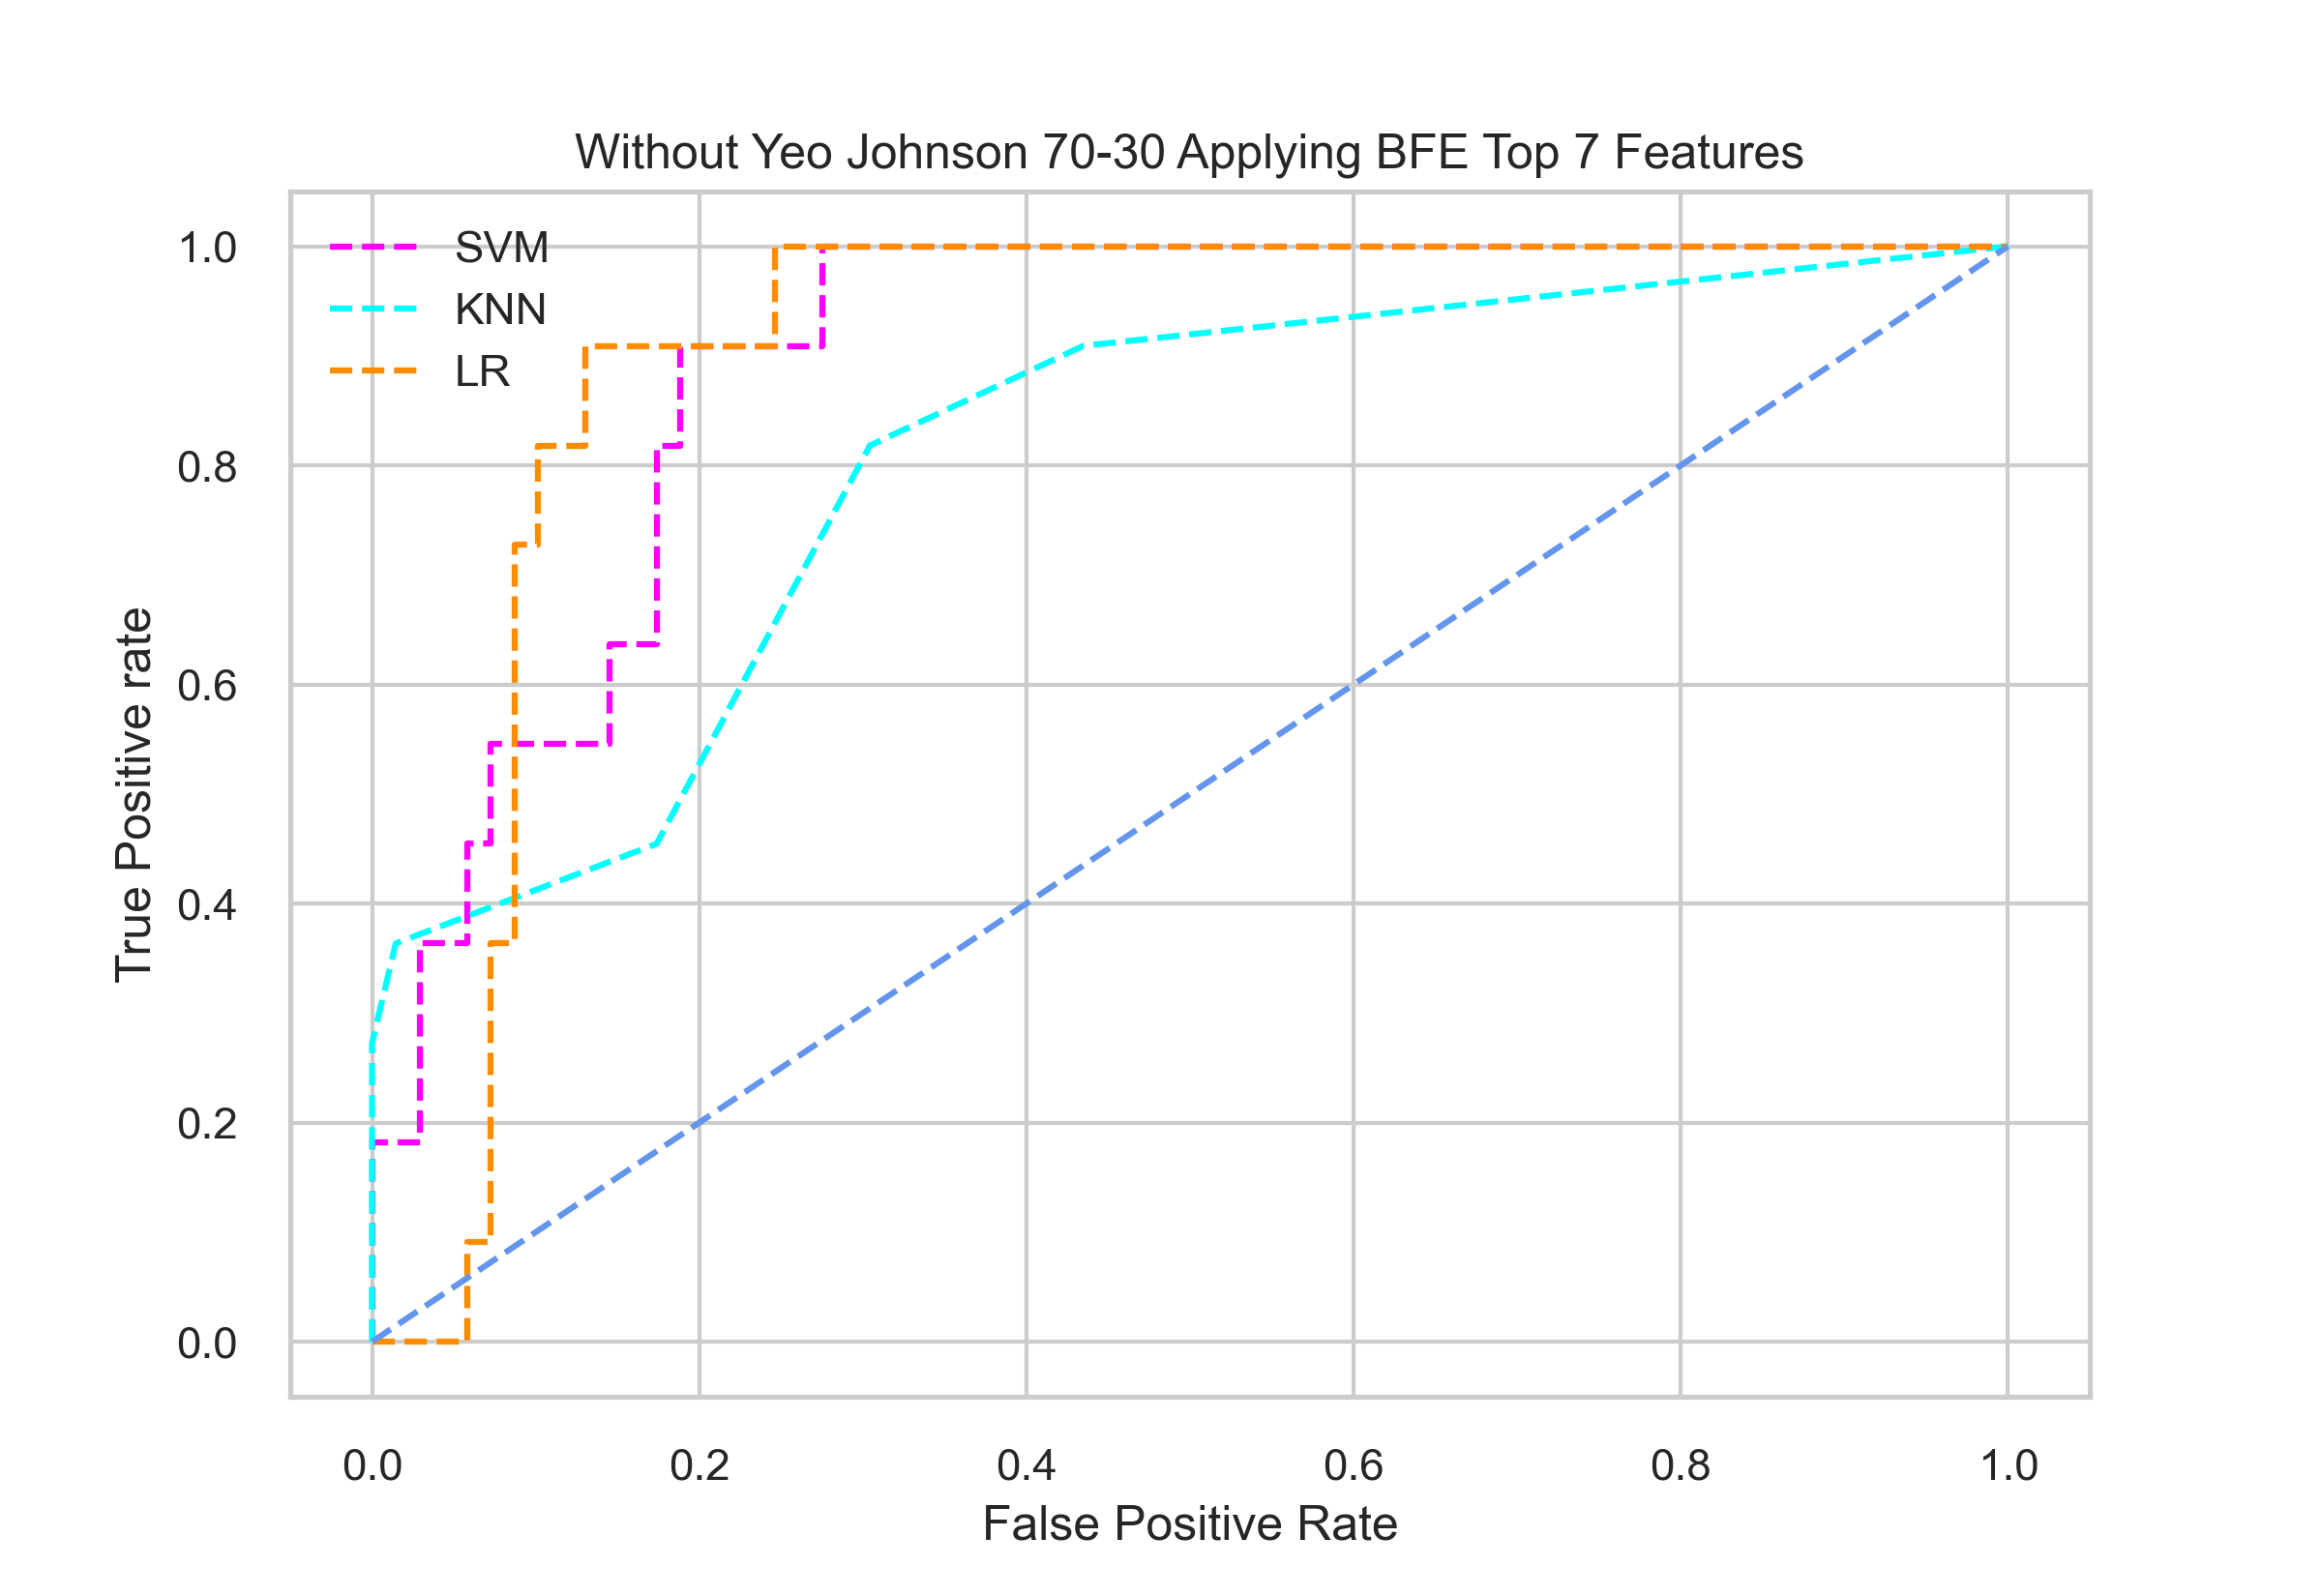 Without Yeo Johnson 70-30 Applying BFE Top 7 Features
SVM
KNN
LR
1.0
0.8
0.6
0.4
0.2
0.0
True Positive rate
0.0 0.2 0.4 0.6 0.8 1.0
False Positive Rate